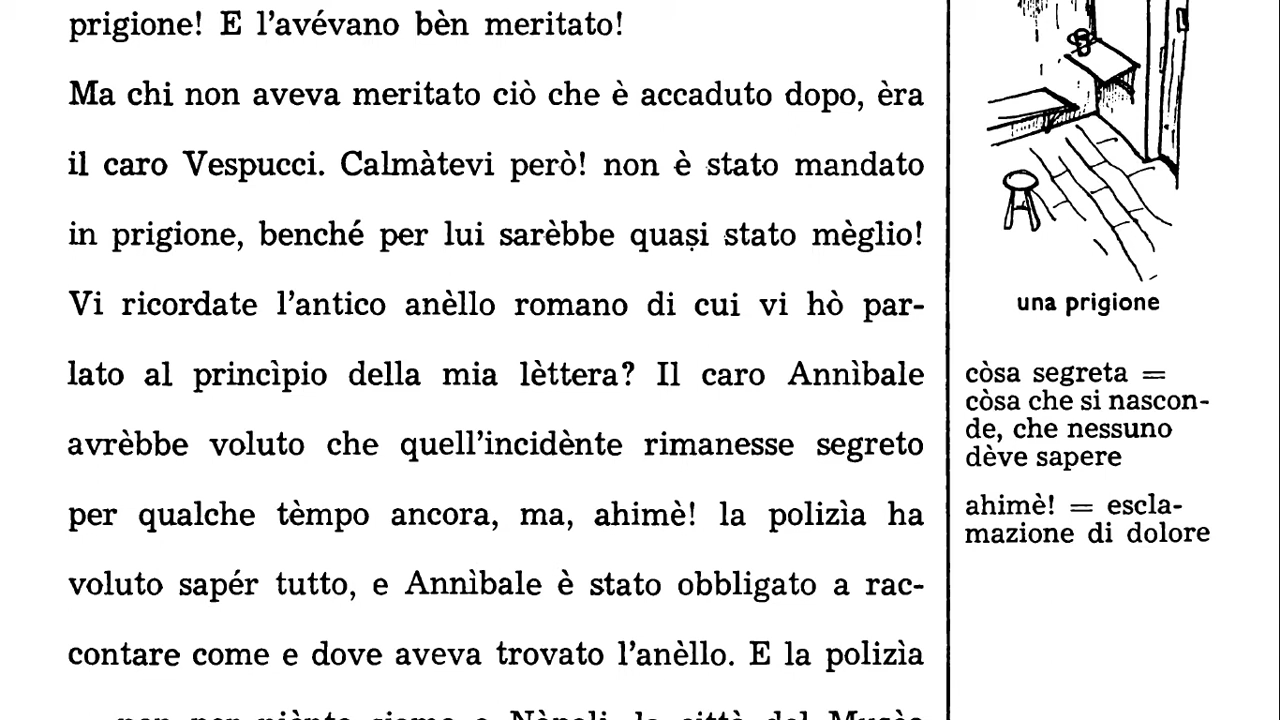 prigione! E l’avévano bèn meritato!
Ma chi non aveva meritato ciò che è accaduto dopo, èra
il caro Vespucci. Calmàtevi però! non è stato mandato
in prigione, benché per lui sarèbbe quaṣi stato mèglio!
Vi ricordate l’antico anèllo romano di cui vi hò par-
lato al princìpio della mia lèttera? Il caro Annìbale
avrèbbe voluto che quell’incidènte rimanesse segreto
per qualche tèmpo ancora, ma, ahimè! la polizìa ha
voluto sapér tutto, e Annìbale è stato obbligato a rac-
contare come e dove aveva trovato l’anèllo. E la polizìa
una prigione
còsa segreta =
còsa che si nascon-
de, che nessuno
dève sapere
ahimè! = escla-
mazione di dolore